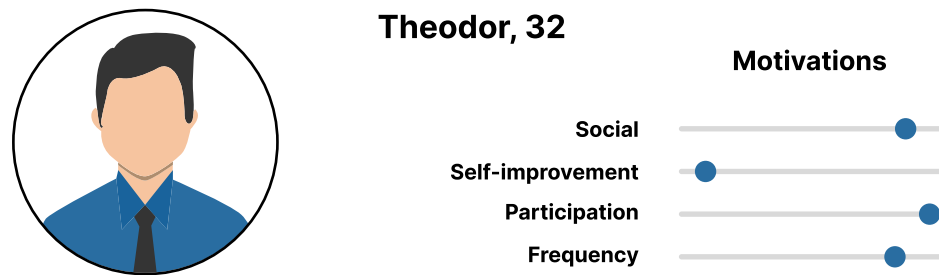 Theodor, 32
Motivations
Social
Self-improvement
Participation
Frequency